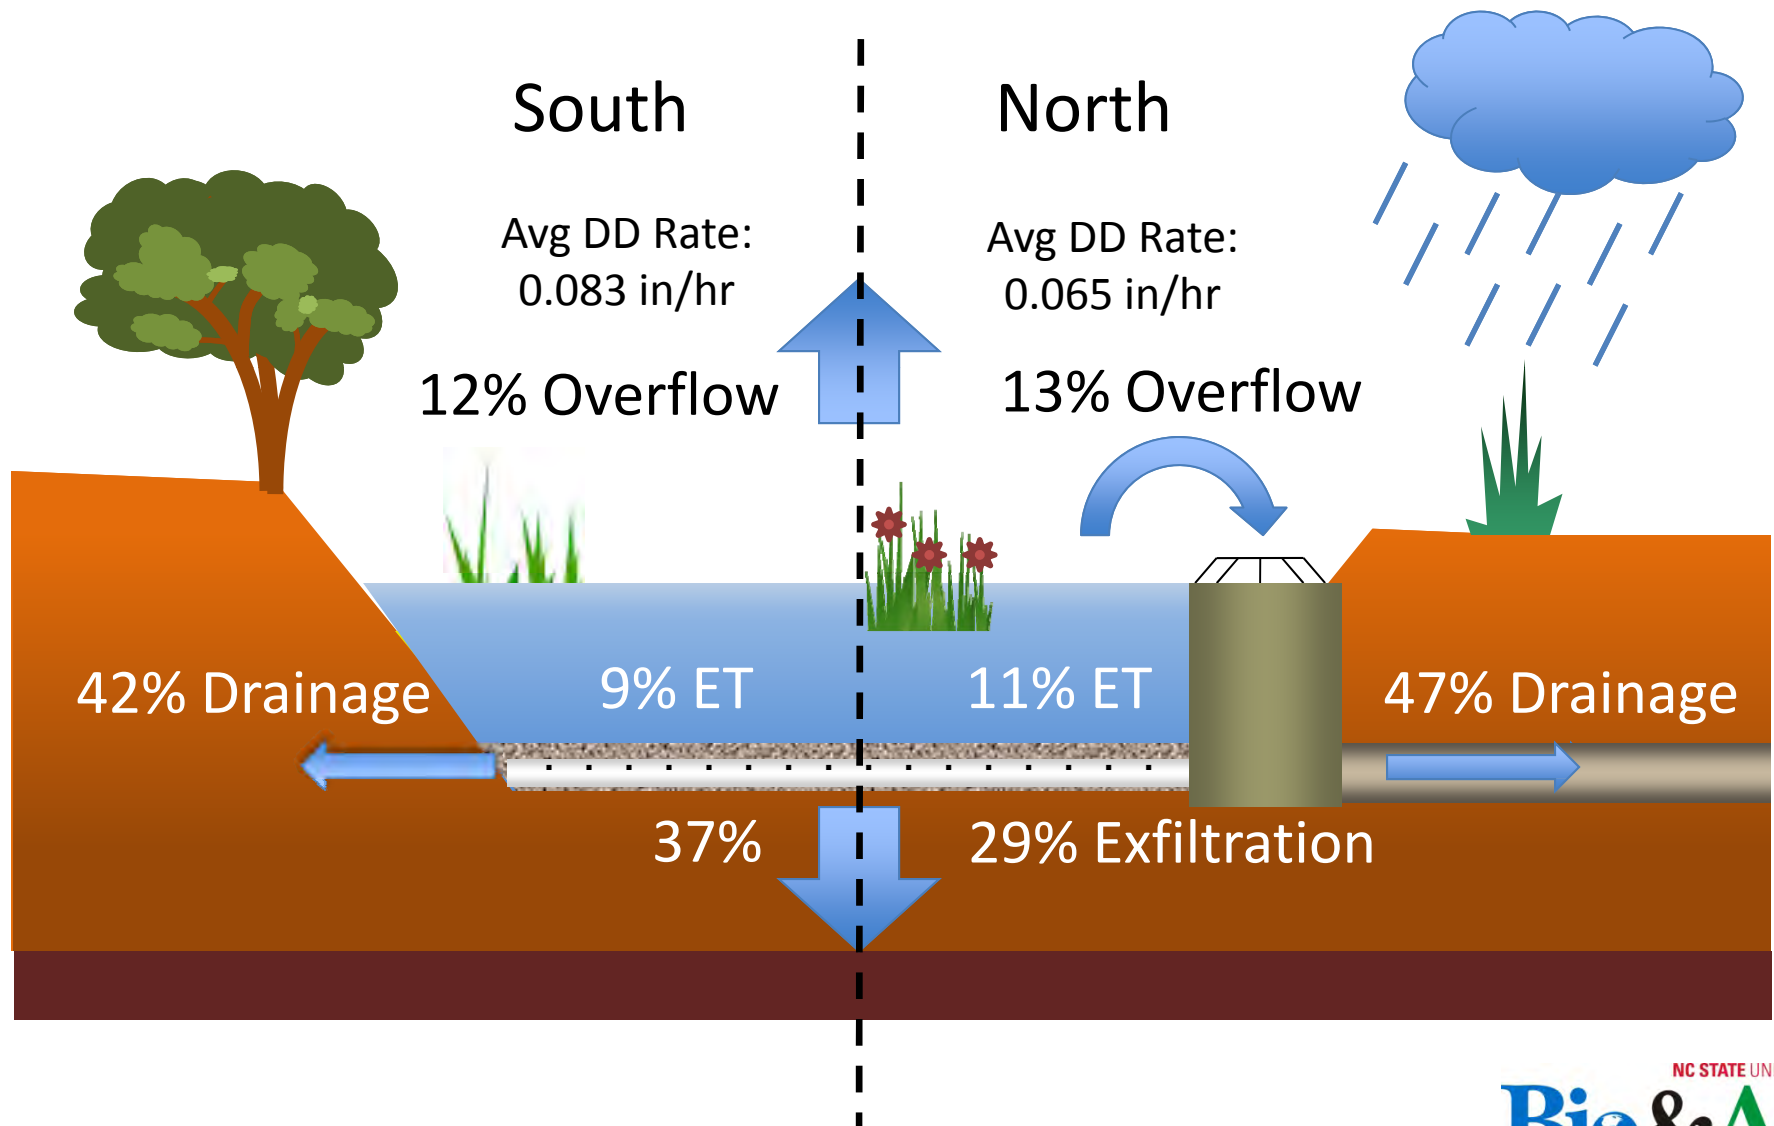 South
North
Avg DD Rate:
0.083 in/hr
Avg DD Rate:
0.065 in/hr
12% Overflow
13% Overflow
42% Drainage
9% ET
11% ET
47% Drainage
37%
29% Exfiltration
NC STATE UN
Bio&A